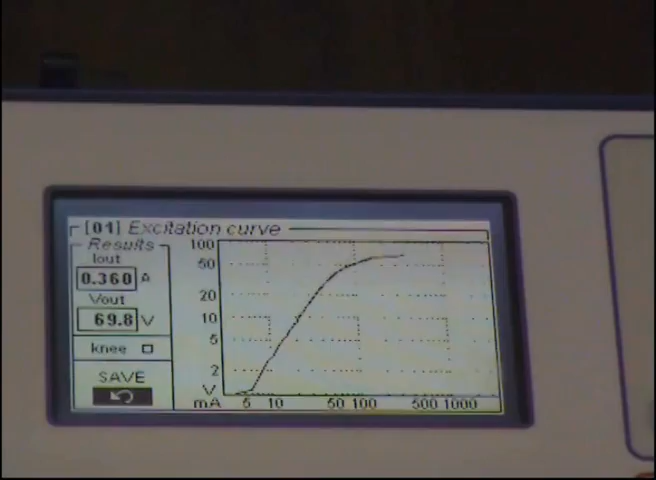 [01] Excitation curve
Results
Iout
0.360 A
Vout
69.8 V
knee
SAVE
100
50
20
10
5
2
V
mA 5 10 50 100 500 1000